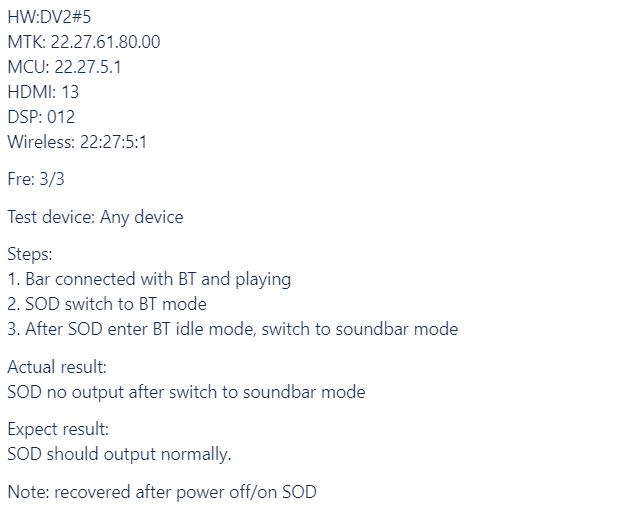 HW:DV2#5
MTK: 22.27.61.80.00
MCU: 22.27.5.1
HDMI: 13
DSP: 012
Wireless: 22:27:5:1
Fre: 3/3
Test device: Any device
Steps:
1. Bar connected with BT and playing
2. SOD switch to BT mode
3. After SOD enter BT idle mode, switch to soundbar mode
Actual result:
SOD no output after switch to soundbar mode
Expect result:
SOD should output normally.
Note: recovered after power off/on SOD